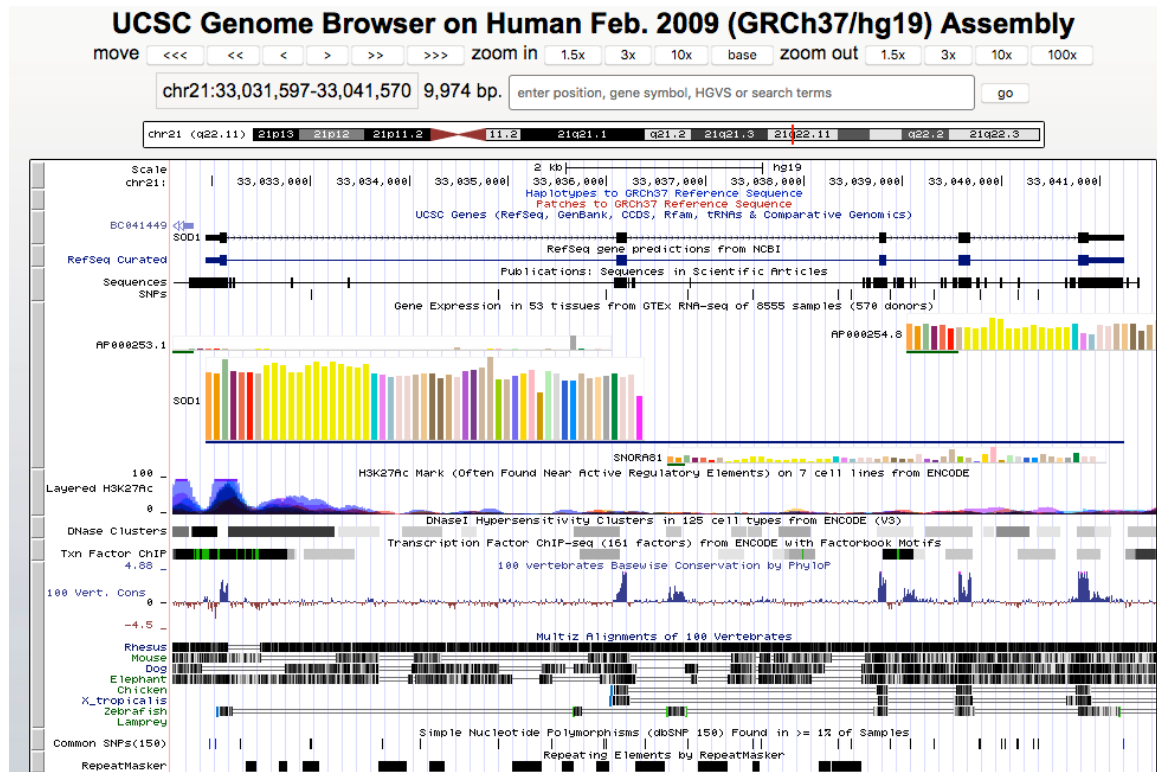 UCSC Genome Browser on Human Feb. 2009 (GRCh37/hg19) Assembly
move <<< << < > >> >>> zoom in 1.5x 3x 10x base zoom out 1.5x 3x 10x 100x
chr21:33,031,597-33,041,570 9,974 bp. enter position, gene symbol, HGVS or search terms go
chr21 (q22.11) 21p13 21p12 21p11.2 11.2 21q21.1 q21.2 21q21.3 21q22.11 q22.2 21q22.3
Scale 2 kb hg19
chr21: 33,033,000 33,034,000 33,035,000 33,036,000 33,037,000 33,038,000 33,039,000 33,040,000 33,041,000
Haplotypes to GRCh37 Reference Sequence
Patches to GRCh37 Reference Sequence
UCSC Genes (RefSeq, GenBank, CCDS, Rfam, tRNAs & Comparative Genomics)
BC041449
SOD1
RefSeq gene predictions from NCBI
RefSeq Curated
Publications: Sequences in Scientific Articles
Sequences
SNPs
Gene Expression in 53 tissues from GTEx RNA-seq of 8555 samples (570 donors)
AP000253.1 AP000254.8
SOD1
SNORA81
H3K27Ac Mark (Often Found Near Active Regulatory Elements) on 7 cell lines from ENCODE
100 _
Layered H3K27Ac
0 _
DNaseI Hypersensitivity Clusters in 125 cell types from ENCODE (V3)
DNase Clusters
Transcription Factor ChIP-seq (161 factors) from ENCODE with Factorbook Motifs
Txn Factor ChIP
4.88 _ 100 vertebrates Basewise Conservation by PhyloP
100 Vert. Cons
0 -
-4.5 _
Multiz Alignments of 100 Vertebrates
Rhesus
Mouse
Dog
Elephant
Chicken
X_tropicalis
Zebrafish
Lamprey
Simple Nucleotide Polymorphisms (dbSNP 150) Found in >= 1% of Samples
Common SNPs(150)
Repeating Elements by RepeatMasker
RepeatMasker